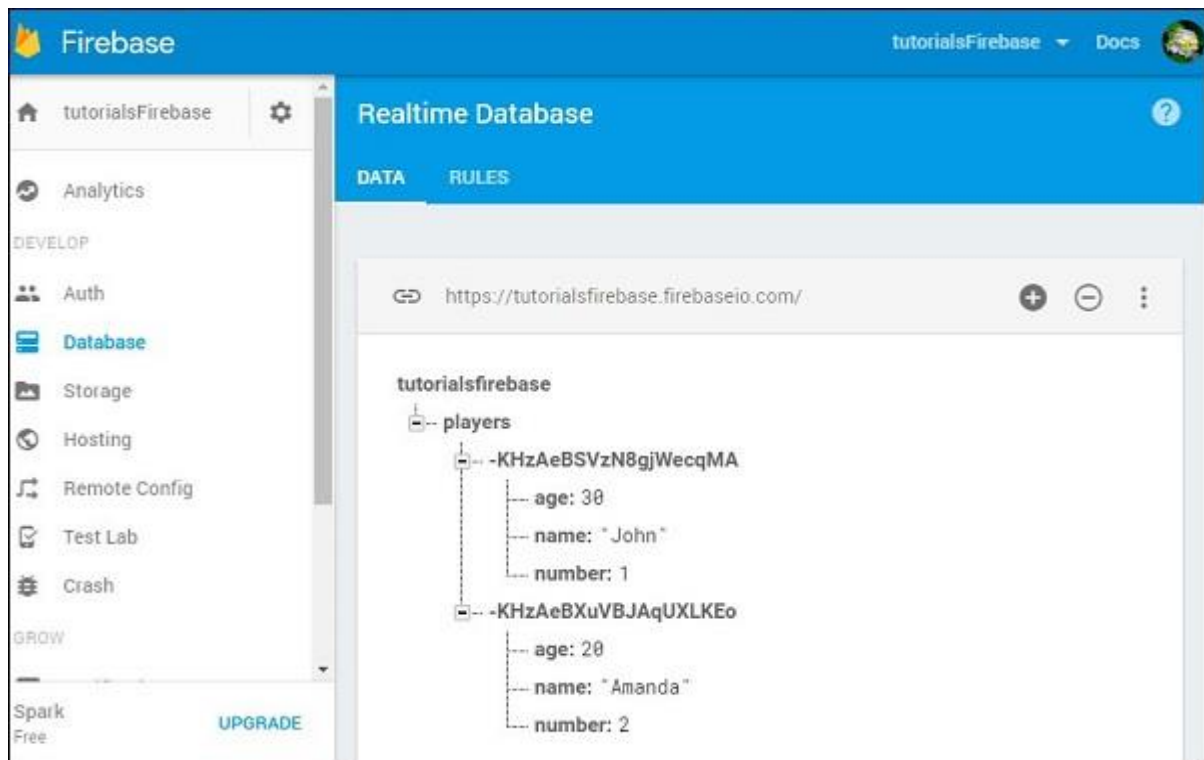 Firebase
tutorialsFirebase Docs
tutorialsFirebase
Realtime Database
?
DATA RULES
Analytics
DEVELOP
Auth
Database
Storage
Hosting
Remote Config
Test Lab
Crash
GROW
Spark
Free
UPGRADE
https://tutorialsfirebase.firebaseio.com/
tutorialsfirebase
players
-KHzAeBSVzN8gjWecqMA
age: 30
name: "John"
number: 1
-KHzAeBXuVBJAqUXLKEo
age: 20
name: "Amanda"
number: 2